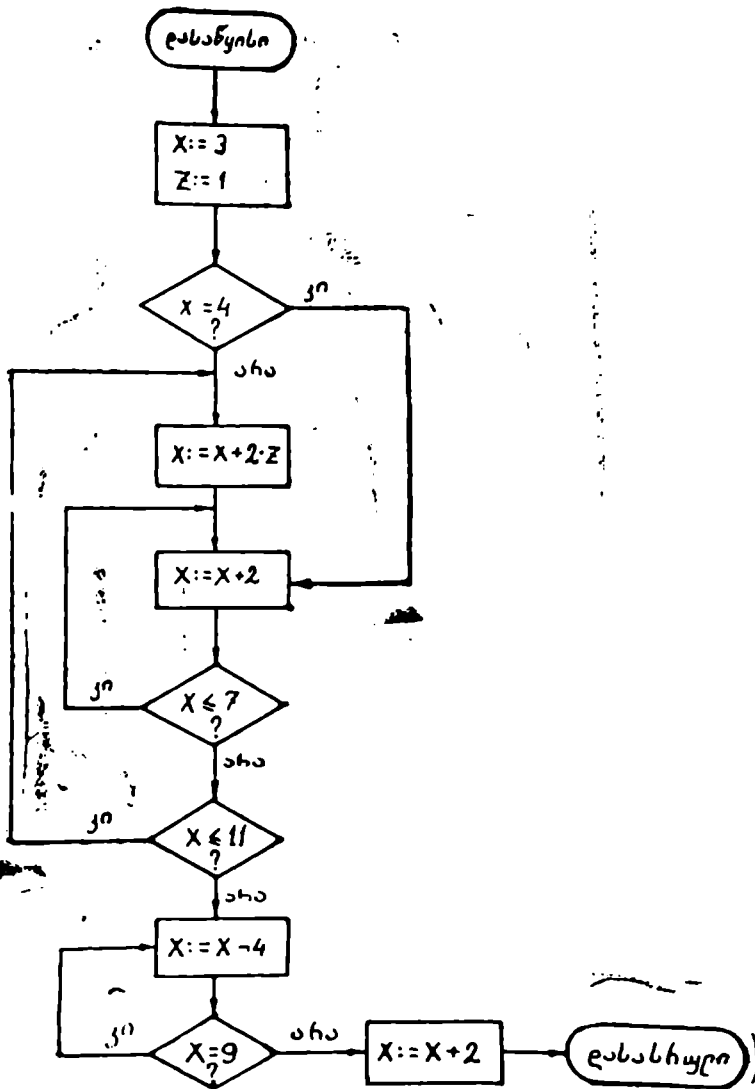 დასაწყისი
X:=3
Z:=1
X=4
?
კი
არა
X:=X+2·Z
X:=X+2
X≤7
?
კი
არა
X≤11
?
კი
არა
X:=X-4
X=9
?
კი
არა
X:=X+2
დასასრული